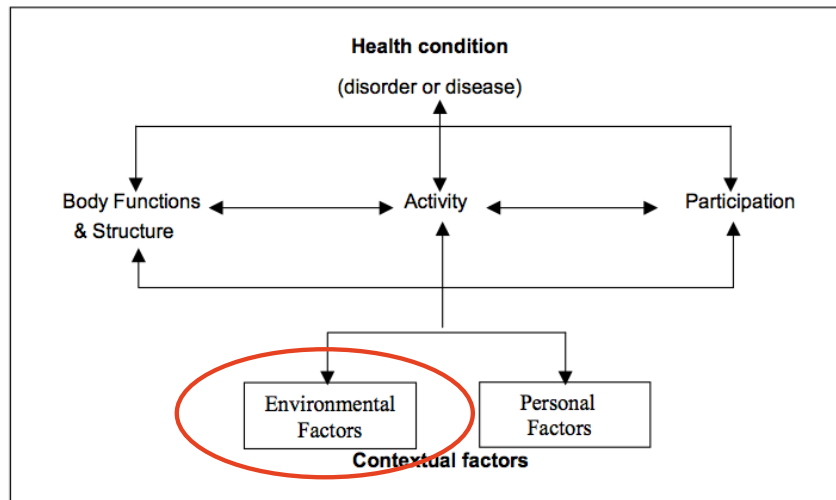 Health condition
(disorder or disease)
Body Functions
& Structure
Activity
Participation
Environmental
Factors
Personal
Factors
Contextual factors